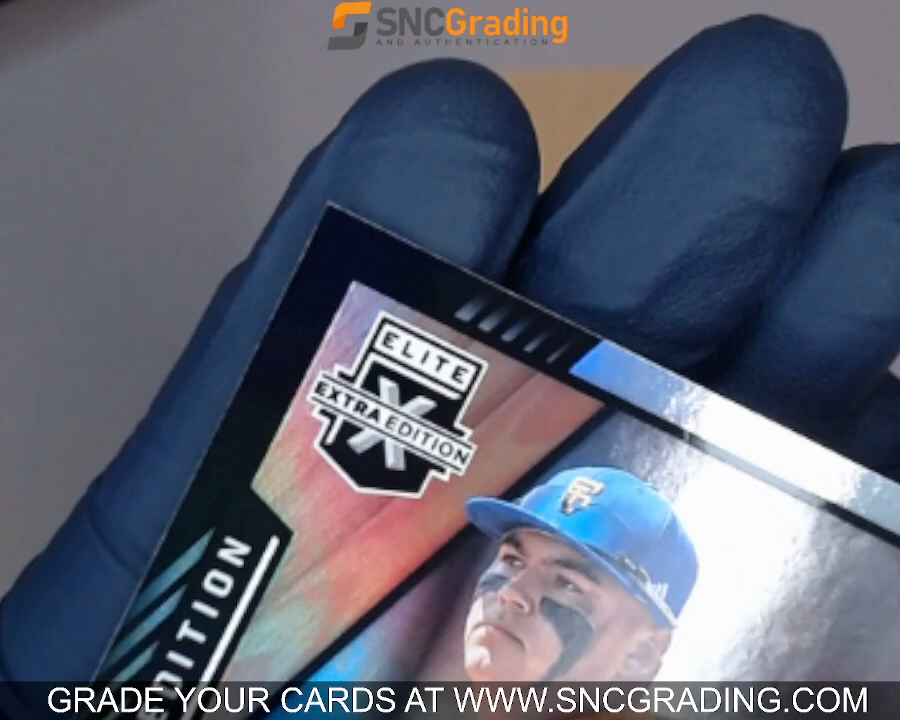 SNCGrading
AND AUTHENTICATION
ELITE
X
EXTRA EDITION
EDITION
GRADE YOUR CARDS AT WWW.SNCGRADING.COM